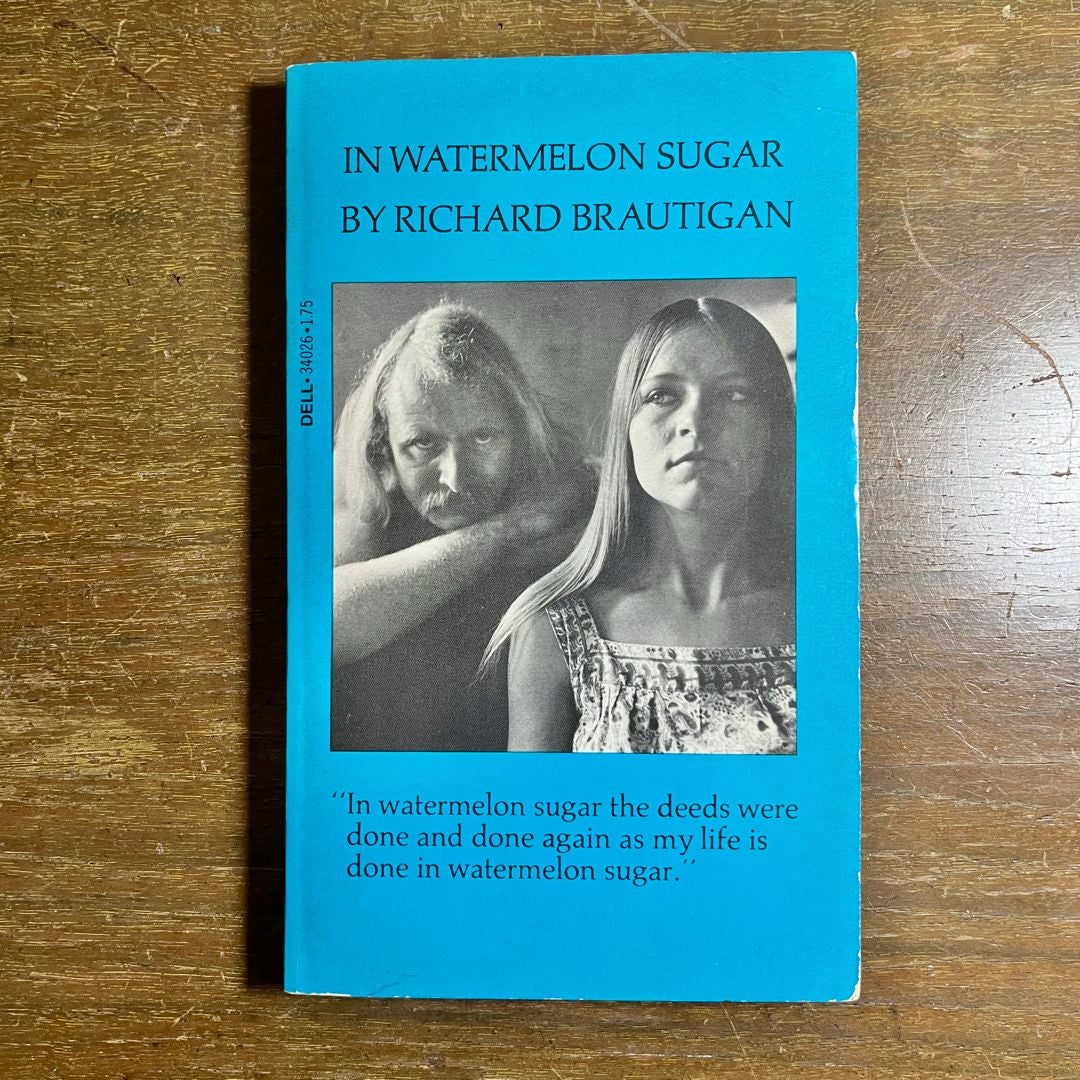 IN WATERMELON SUGAR
BY RICHARD BRAUTIGAN
DELL • 34026 • 1.75
“In watermelon sugar the deeds were
done and done again as my life is
done in watermelon sugar.”